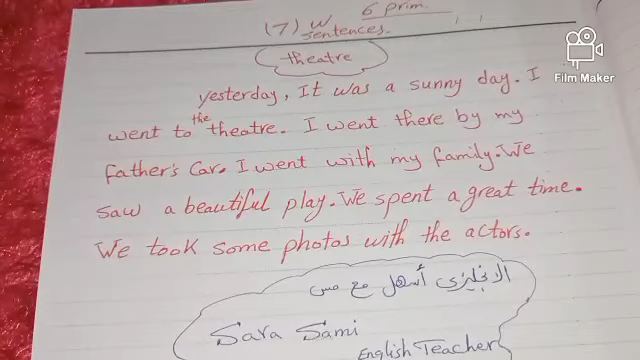 6 prim.
(7) W
sentences.
theatre
yesterday, It was a sunny day. I
went to the theatre. I went there by my
father's car. I went with my family. We
saw a beautiful play. We spent a great time.
We took some photos with the actors.
الانجليزى أسهل مع مس
Sara Sami
English Teacher
Film Maker